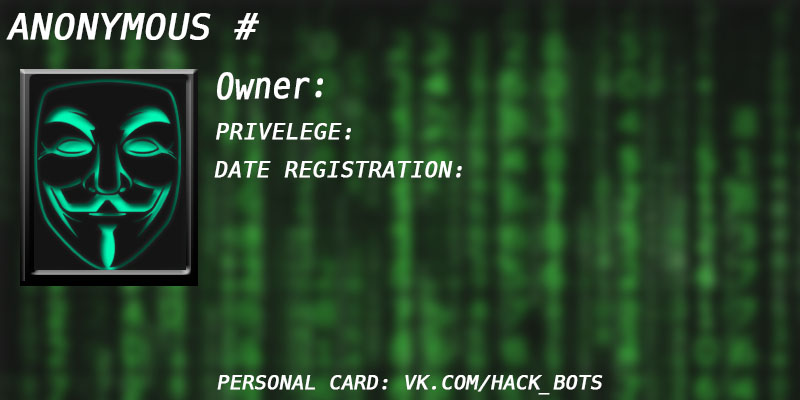 ANONYMOUS #
Owner:
PRIVELEGE:
DATE REGISTRATION:
PERSONAL CARD: VK.COM/HACK_BOTS